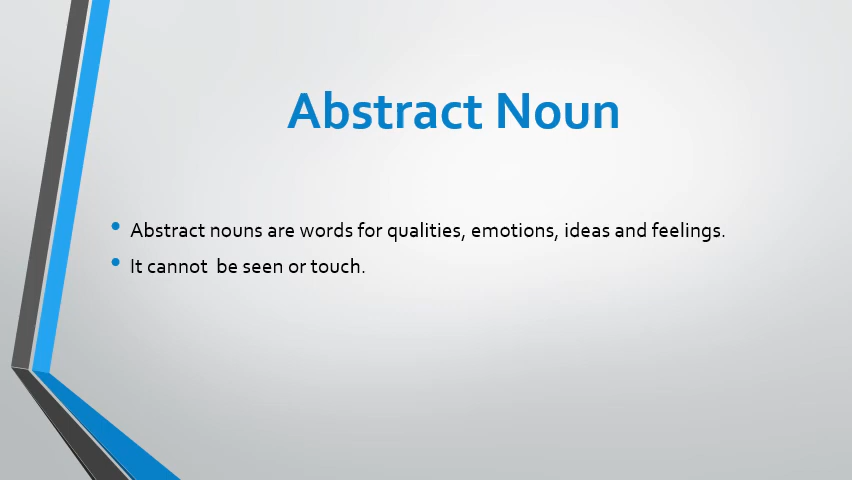 Abstract Noun
• Abstract nouns are words for qualities, emotions, ideas and feelings.
• It cannot  be seen or touch.